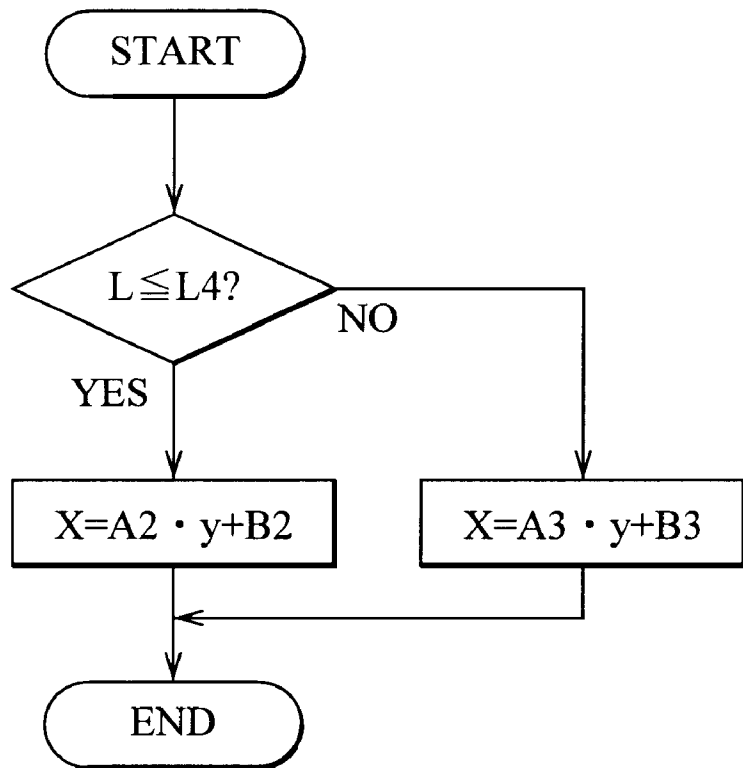 START
L≦L4?
NO
YES
X=A2・y+B2
X=A3・y+B3
END